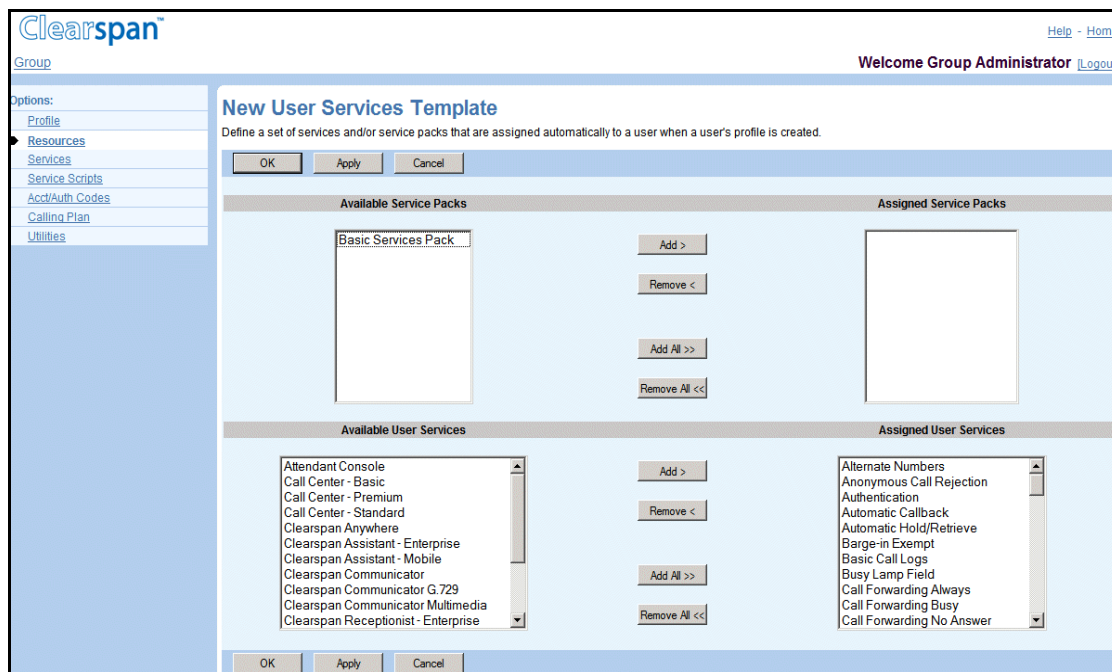 Clearspan™
Help - Hom
Group
Welcome Group Administrator [Logou
Options:
Profile
Resources
Services
Service Scripts
Acct/Auth Codes
Calling Plan
Utilities
New User Services Template
Define a set of services and/or service packs that are assigned automatically to a user when a user's profile is created.
OK Apply Cancel
Available Service Packs Assigned Service Packs
Basic Services Pack
Add >
Remove <
Add All >>
Remove All <<
Available User Services Assigned User Services
Attendant Console
Call Center - Basic
Call Center - Premium
Call Center - Standard
Clearspan Anywhere
Clearspan Assistant - Enterprise
Clearspan Assistant - Mobile
Clearspan Communicator
Clearspan Communicator G.729
Clearspan Communicator Multimedia
Clearspan Receptionist - Enterprise
Add >
Remove <
Add All >>
Remove All <<
Alternate Numbers
Anonymous Call Rejection
Authentication
Automatic Callback
Automatic Hold/Retrieve
Barge-in Exempt
Basic Call Logs
Busy Lamp Field
Call Forwarding Always
Call Forwarding Busy
Call Forwarding No Answer
OK Apply Cancel